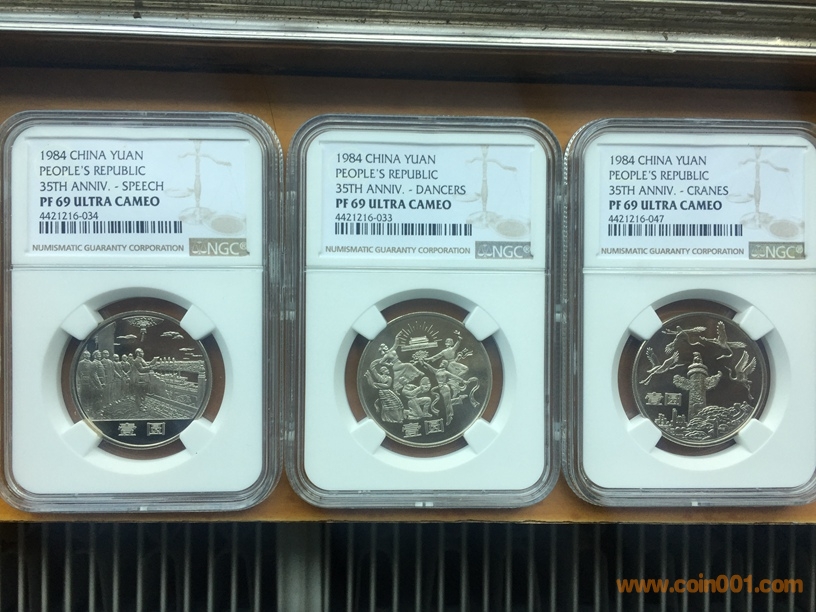 1984 CHINA YUAN
PEOPLE'S REPUBLIC
35TH ANNIV. - SPEECH
PF 69 ULTRA CAMEO
4421216-034
NUMISMATIC GUARANTY CORPORATION NGC®
壹圆
1984 CHINA YUAN
PEOPLE'S REPUBLIC
35TH ANNIV. - DANCERS
PF 69 ULTRA CAMEO
4421216-033
NUMISMATIC GUARANTY CORPORATION NGC®
壹圆
1984 CHINA YUAN
PEOPLE'S REPUBLIC
35TH ANNIV. - CRANES
PF 69 ULTRA CAMEO
4421216-047
NUMISMATIC GUARANTY CORPORATION NGC®
壹圆
www.coin001.com